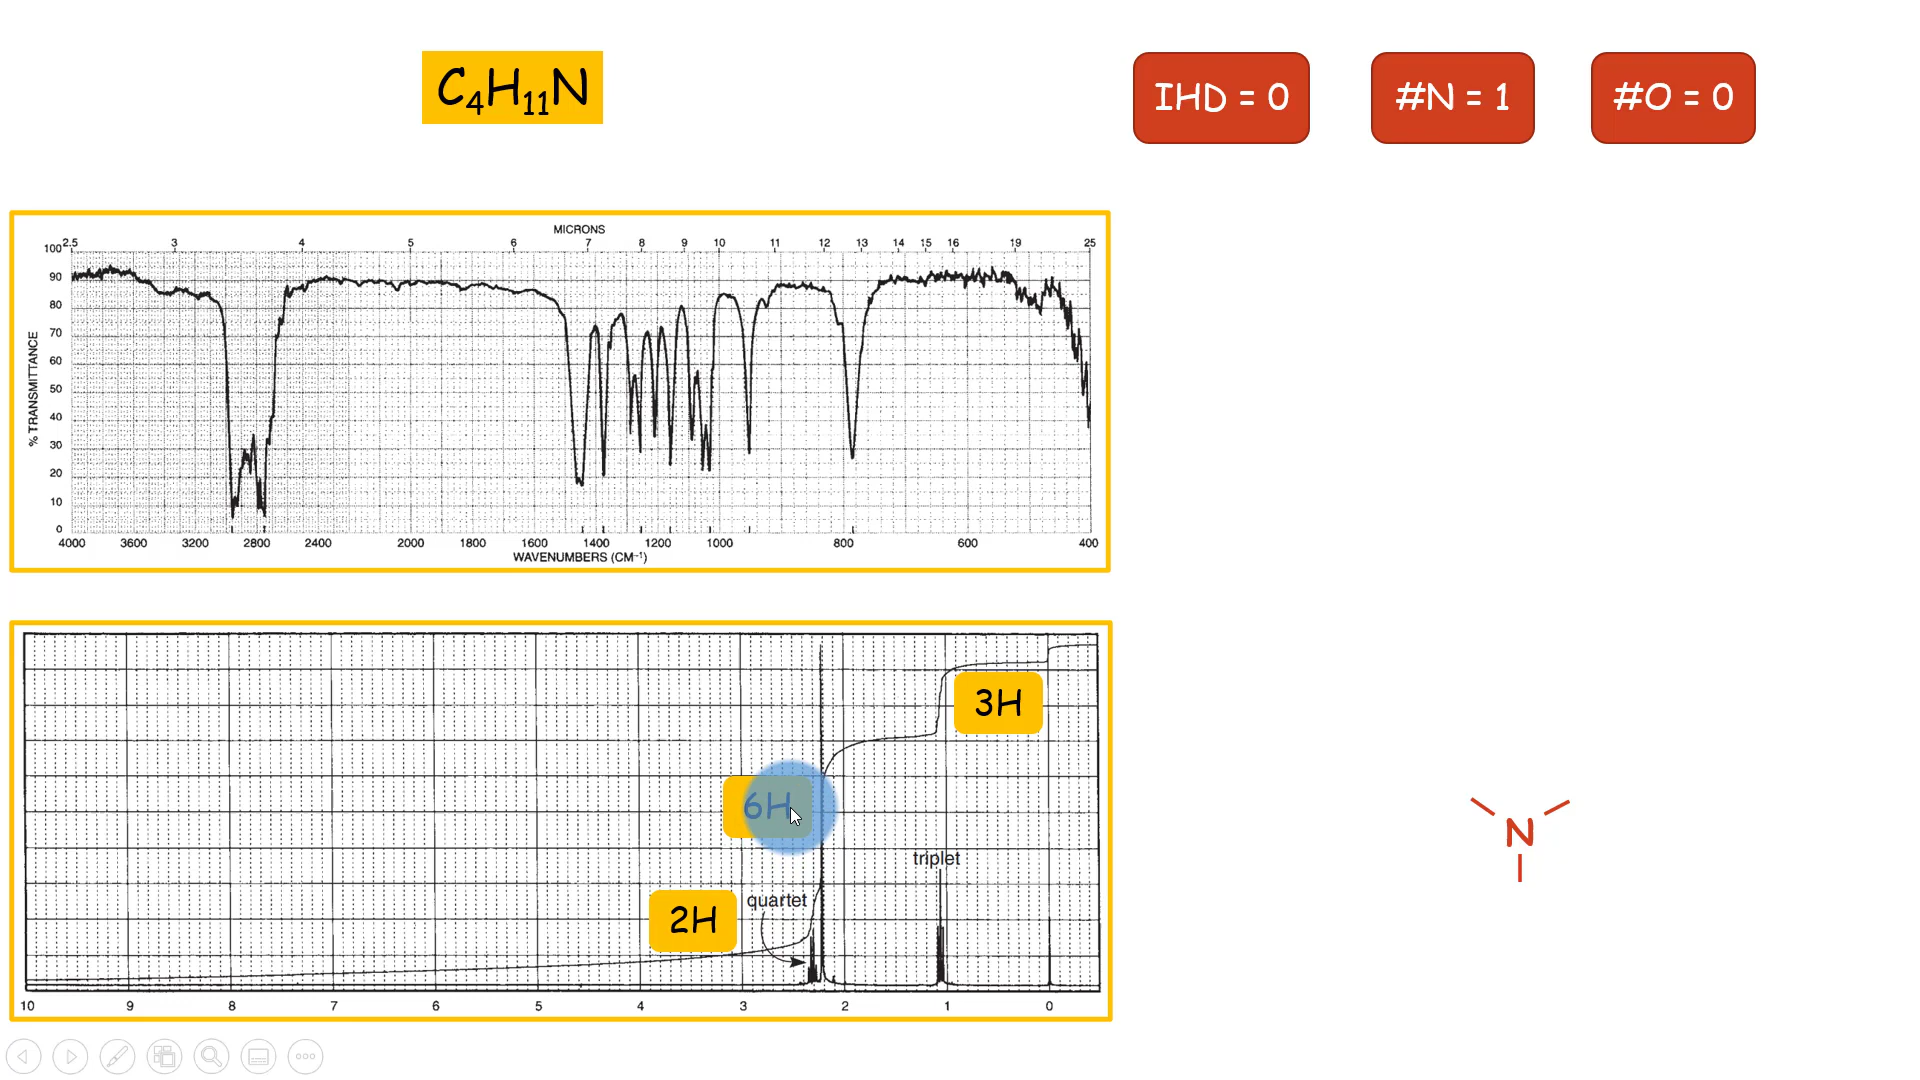 C₄H₁₁N
IHD = 0
#N = 1
#O = 0
MICRONS
2.5 3 4 5 6 7 8 9 10 11 12 13 14 15 16 19 25
100
90
80
70
60
50
40
30
20
10
0
% TRANSMITTANCE
4000 3600 3200 2800 2400 2000 1800 1600 1400 1200 1000 800 600 400
WAVENUMBERS (CM⁻¹)
3H
6H
triplet
quartet
2H
N
10 9 8 7 6 5 4 3 2 1 0